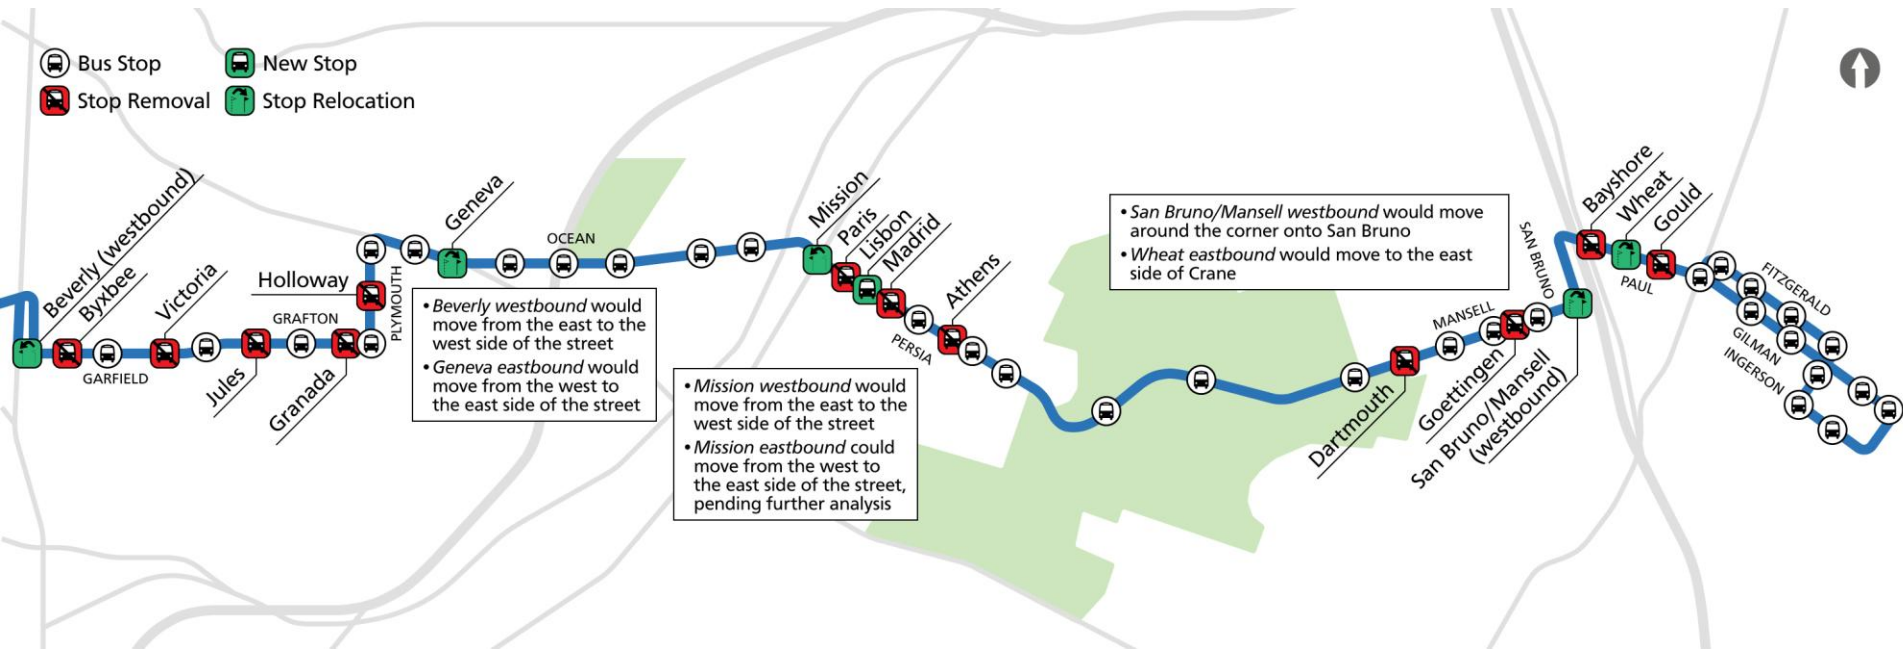 Bus Stop
New Stop
Stop Removal
Stop Relocation
Beverly (westbound)
Byxbee
Victoria
Holloway
Geneva
OCEAN
PLYMOUTH
GRAFTON
GARFIELD
Jules
Granada
• Beverly westbound would
move from the east to the
west side of the street
• Geneva eastbound would
move from the west to
the east side of the street
Mission
Paris
Lisbon
Madrid
Athens
PERSIA
• Mission westbound would
move from the east to the
west side of the street
• Mission eastbound could
move from the west to
the east side of the street,
pending further analysis
• San Bruno/Mansell westbound would move
around the corner onto San Bruno
• Wheat eastbound would move to the east
side of Crane
MANSELL
SAN BRUNO
Dartmouth
Goettingen
San Bruno/Mansell
(westbound)
Bayshore
Wheat
Gould
PAUL
FITZGERALD
GILMAN
INGERSON